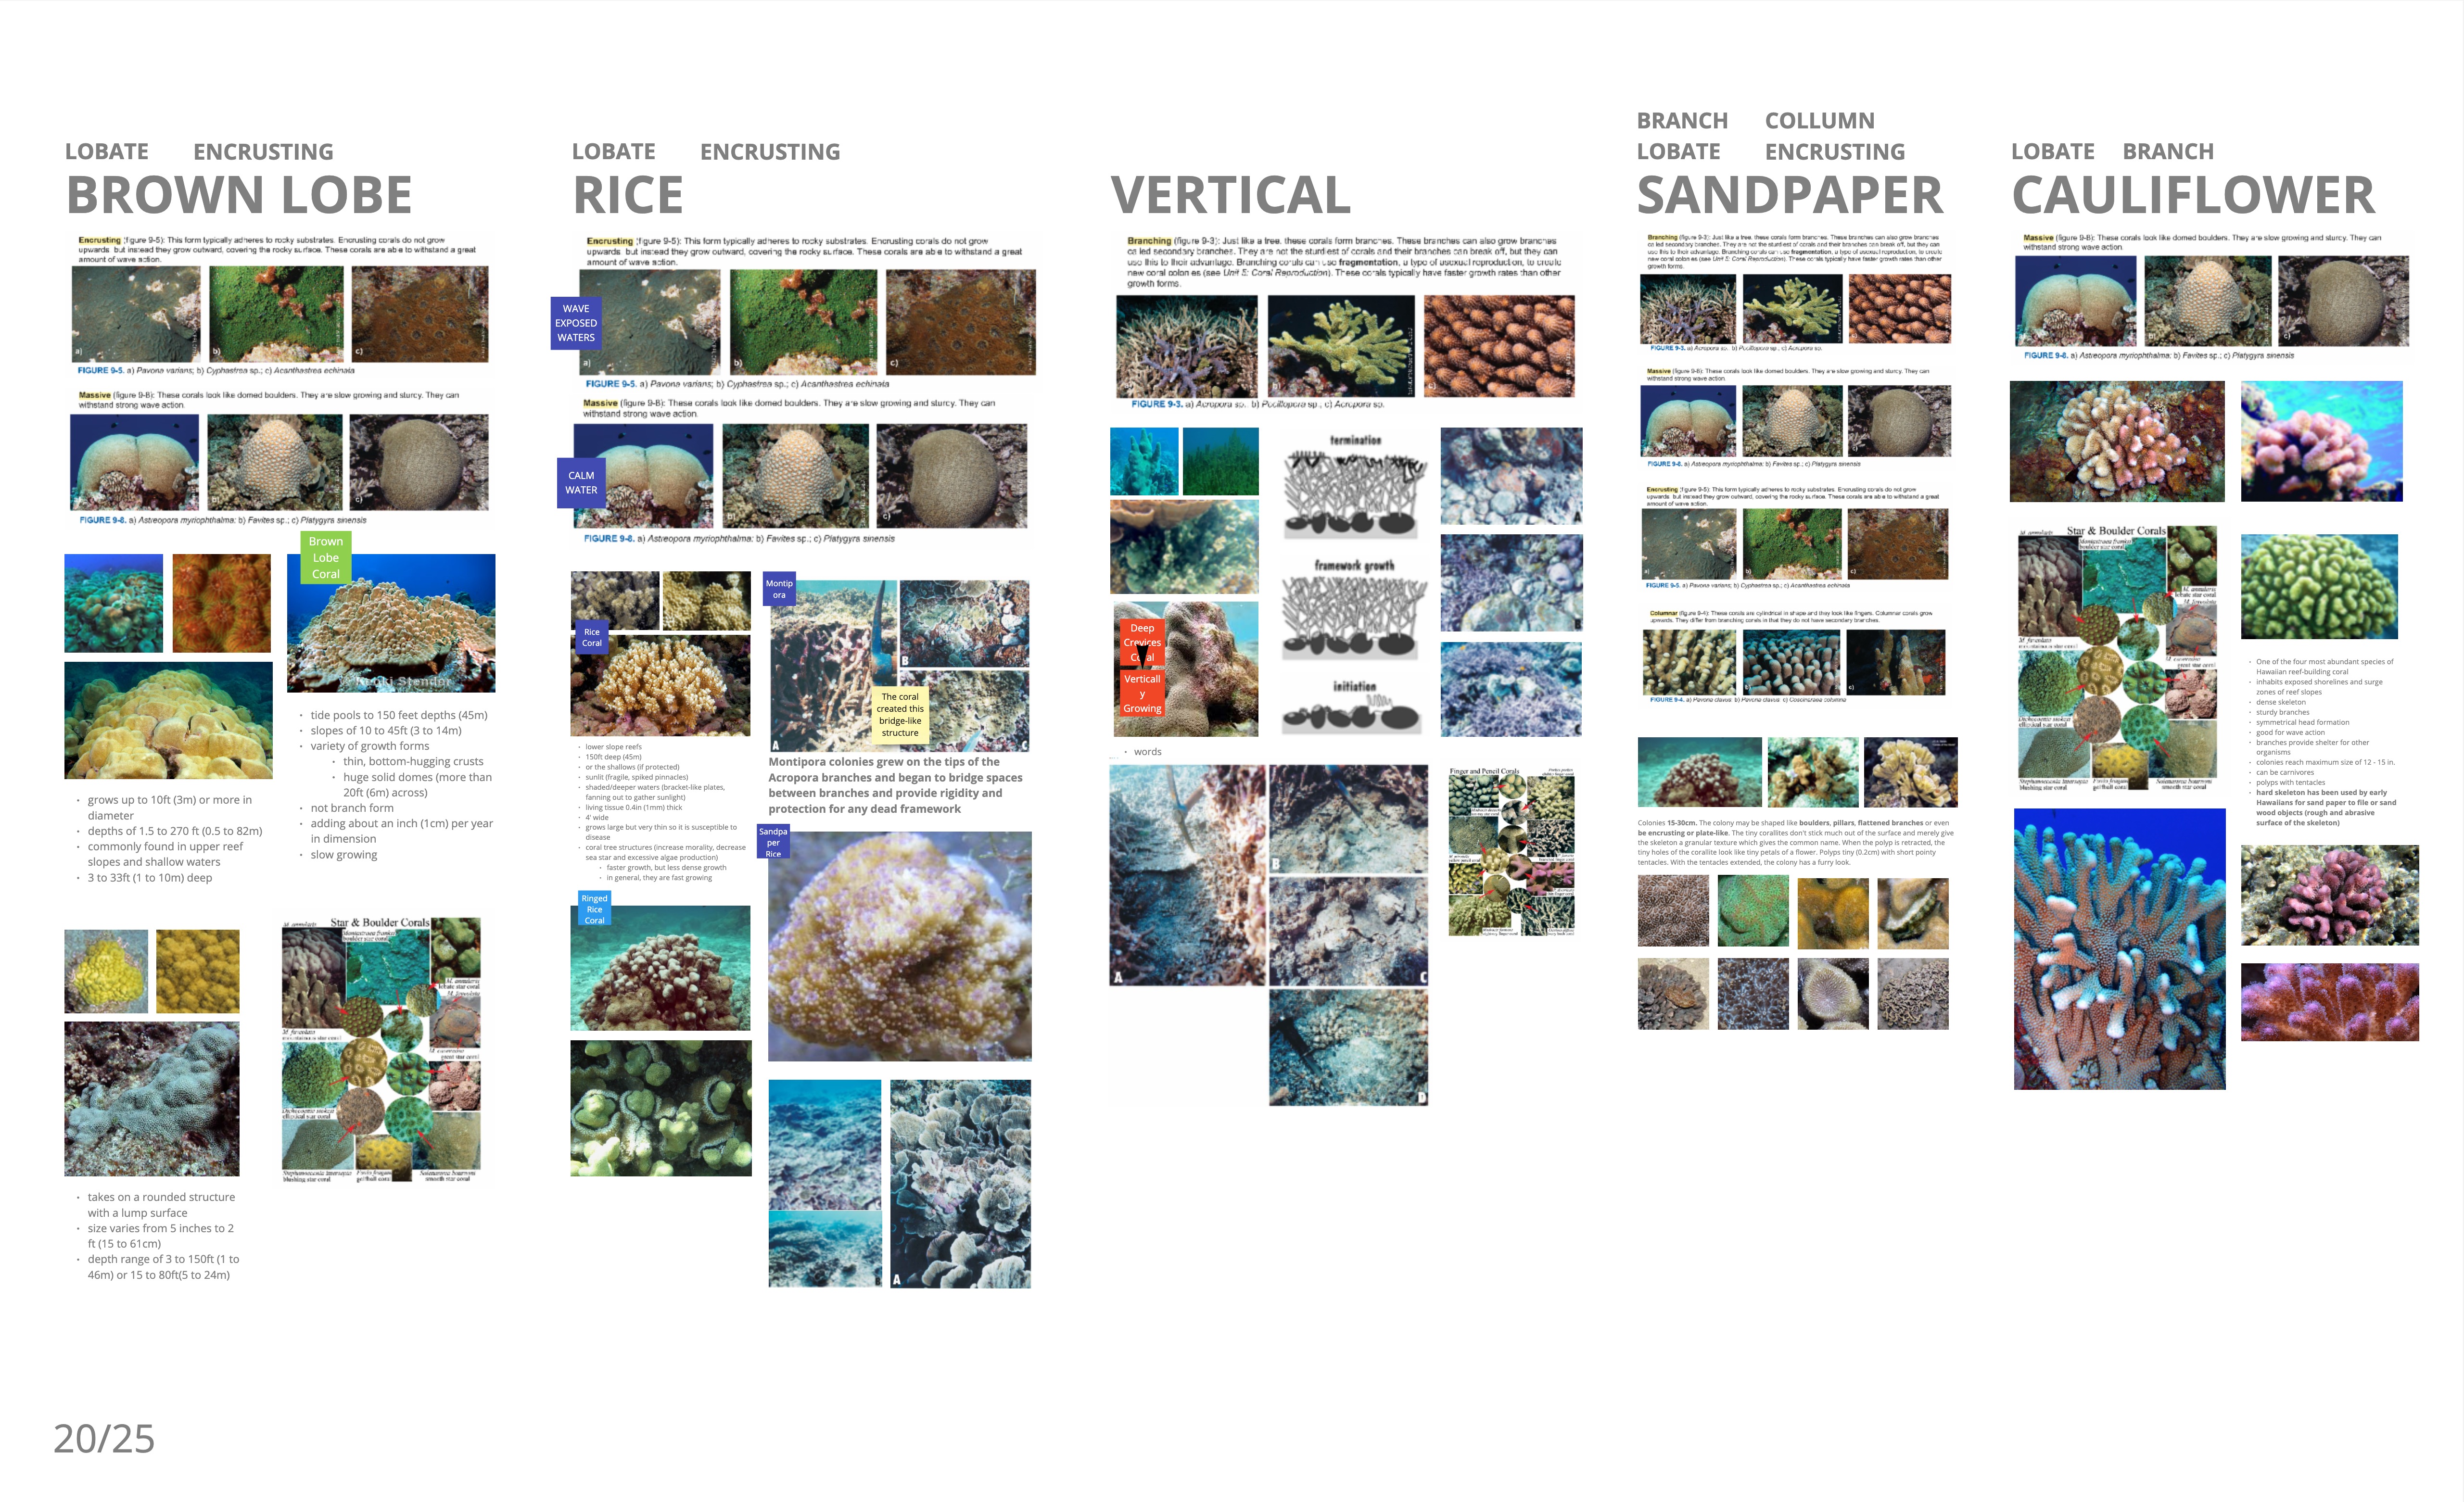 LOBATE ENCRUSTING
BROWN LOBE
Encrusting (figure 9-5): This form typically adheres to rocky substrates. Encrusting corals do not grow
upwards but instead they grow outward, covering the rocky surface. These corals are able to withstand a great
amount of wave action.
a)
b)
c)
FIGURE 9-5. a) Pavona varians; b) Cyphastrea sp.; c) Acanthastrea echinata
Massive (figure 9-8): These corals look like domed boulders. They are slow growing and sturdy. They can
withstand strong wave action.
FIGURE 9-8. a) Astreopora myriophthalma; b) Favites sp.; c) Platygyra sinensis
Brown
Lobe
Coral
• tide pools to 150 feet depths (45m)
• slopes of 10 to 45ft (3 to 14m)
• variety of growth forms
• thin, bottom-hugging crusts
• huge solid domes (more than
20ft (6m) across)
• not branch form
• adding about an inch (1cm) per year
in dimension
• slow growing
• grows up to 10ft (3m) or more in
diameter
• depths of 1.5 to 270 ft (0.5 to 82m)
• commonly found in upper reef
slopes and shallow waters
• 3 to 33ft (1 to 10m) deep
Star & Boulder Corals
• takes on a rounded structure
with a lump surface
• size varies from 5 inches to 2
ft (15 to 61cm)
• depth range of 3 to 150ft (1 to
46m) or 15 to 80ft(5 to 24m)
LOBATE ENCRUSTING
RICE
Encrusting (figure 9-5): This form typically adheres to rocky substrates. Encrusting corals do not grow
upwards but instead they grow outward, covering the rocky surface. These corals are able to withstand a great
amount of wave action.
WAVE
EXPOSED
WATERS
a)
b)
c)
FIGURE 9-5. a) Pavona varians; b) Cyphastrea sp.; c) Acanthastrea echinata
Massive (figure 9-8): These corals look like domed boulders. They are slow growing and sturdy. They can
withstand strong wave action.
CALM
WATER
FIGURE 9-8. a) Astreopora myriophthalma; b) Favites sp.; c) Platygyra sinensis
Rice
Coral
• lower slope reefs
• 150ft deep (45m)
• or the shallows (if protected)
• sunlit (fragile, spiked pinnacles)
• shaded/deeper waters (bracket-like plates,
fanning out to gather sunlight)
• living tissue 0.4in (1mm) thick
• 4' wide
• grows large but very thin so it is susceptible to
disease
• coral tree structures (increase morality, decrease
sea star and excessive algae production)
• faster growth, but less dense growth
• in general, they are fast growing
Ringed
Rice
Coral
Montip
ora
A
B
C
The coral
created this
bridge-like
structure
Montipora colonies grew on the tips of the
Acropora branches and began to bridge spaces
between branches and provide rigidity and
protection for any dead framework
Sandpa
per
Rice
A
VERTICAL
Branching (figure 9-3): Just like a tree, these corals form branches. These branches can also grow branches
called secondary branches. They are not the sturdiest of corals and their branches can break off, but they can
use this to their advantage. Branching corals can use fragmentation, a type of asexual reproduction, to create
new coral colonies (see Unit 5: Coral Reproduction). These corals typically have faster growth rates than other
growth forms.
FIGURE 9-3. a) Acropora sp. b) Pocillopora sp.; c) Acropora sp.
termination
framework growth
initiation
A
Deep
Crevices
Vertically
y
Growing
• words
A
B
C
D
Finger and Pencil Corals
BRANCH COLLUMN
LOBATE ENCRUSTING
SANDPAPER
Branching (figure 9-3): Just like a tree, these corals form branches. These branches can also grow branches
called secondary branches. They are not the sturdiest of corals and their branches can break off, but they can
use this to their advantage. Branching corals can use fragmentation, a type of asexual reproduction, to create
new coral colonies (see Unit 5: Coral Reproduction). These corals typically have faster growth rates than other
growth forms.
FIGURE 9-3. a) Acropora sp. b) Pocillopora sp.; c) Acropora sp.
Massive (figure 9-8): These corals look like domed boulders. They are slow growing and sturdy. They can
withstand strong wave action
FIGURE 9-8. a) Astreopora myriophthalma; b) Favites sp.; c) Platygyra sinensis
Encrusting (figure 9-5): This form typically adheres to rocky substrates. Encrusting corals do not grow
upwards but instead they grow outward, covering the rocky surface. These corals are able to withstand a great
amount of wave action.
FIGURE 9-5. a) Pavona varians; b) Cyphastrea sp.; c) Acanthastrea echinata
Columnar (figure 9-4): These corals are cylindrical in shape and they look like fingers. Columnar corals grow
upwards. They differ from branching corals in that they do not have secondary branches.
FIGURE 9-4. a) Pavona clavus b) Pavona clavus c) Coscinaraea columna
Colonies 15-30cm. The colony may be shaped like boulders, pillars, flattened branches or even
be encrusting or plate-like. The tiny corallites don't stick much out of the surface and merely give
the skeleton a granular texture which gives the common name. When the polyp is retracted, the
tiny holes of the corallite look like tiny petals of a flower. Polyps tiny (0.2cm) with short pointy
tentacles. With the tentacles extended, the colony has a furry look.
LOBATE BRANCH
CAULIFLOWER
Massive (figure 9-8): These corals look like domed boulders. They are slow growing and sturdy. They can
withstand strong wave action.
FIGURE 9-8. a) Astreopora myriophthalma; b) Favites sp.; c) Platygyra sinensis
Star & Boulder Corals
• One of the four most abundant species of
Hawaiian reef-building coral
• inhabits exposed shorelines and surge
zones of reef slopes
• dense skeleton
• sturdy branches
• symmetrical head formation
• good for wave action
• branches provide shelter for other
organisms
• colonies reach maximum size of 12 - 15 in.
• can be carnivores
• polyps with tentacles
• hard skeleton has been used by early
Hawaiians for sand paper to file or sand
wood objects (rough and abrasive
surface of the skeleton)
20/25